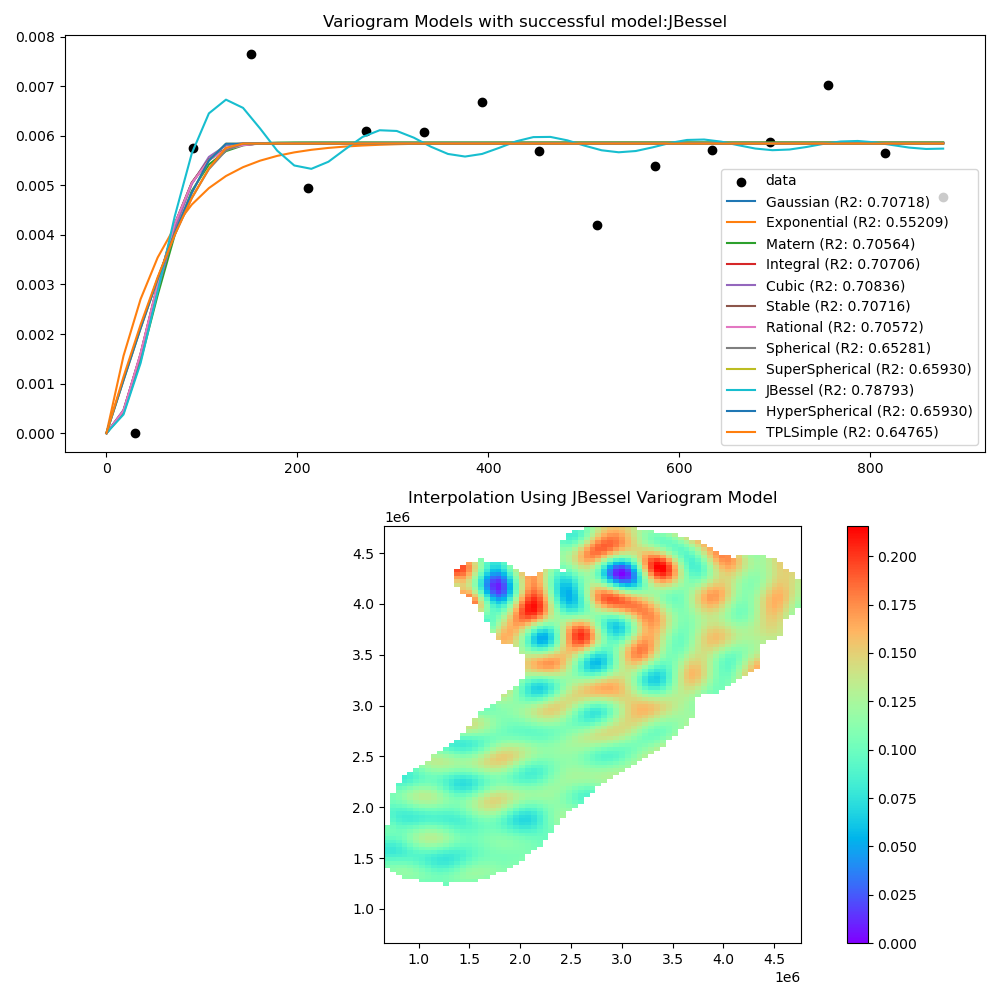 Variogram Models with successful model:JBessel
0.008
0.007
0.006
0.005
0.004
0.003
0.002
0.001
0.000
data
Gaussian (R2: 0.70718)
Exponential (R2: 0.55209)
Matern (R2: 0.70564)
Integral (R2: 0.70706)
Cubic (R2: 0.70836)
Stable (R2: 0.70716)
Rational (R2: 0.70572)
Spherical (R2: 0.65281)
SuperSpherical (R2: 0.65930)
JBessel (R2: 0.78793)
HyperSpherical (R2: 0.65930)
TPLSimple (R2: 0.64765)
0 200 400 600 800
Interpolation Using JBessel Variogram Model
1e6
4.5
4.0
3.5
3.0
2.5
2.0
1.5
1.0
1.0 1.5 2.0 2.5 3.0 3.5 4.0 4.5
1e6
0.200
0.175
0.150
0.125
0.100
0.075
0.050
0.025
0.000